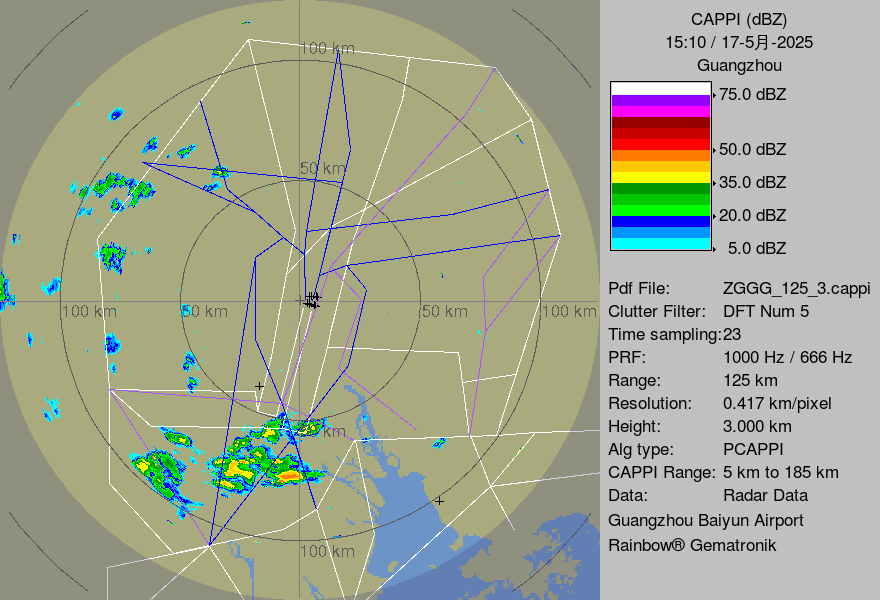 CAPPI (dBZ)
15:10 / 17-5月-2025
Guangzhou
75.0 dBZ
50.0 dBZ
35.0 dBZ
20.0 dBZ
5.0 dBZ
Pdf File: ZGGG_125_3.cappi
Clutter Filter: DFT Num 5
Time sampling:23
PRF: 1000 Hz / 666 Hz
Range: 125 km
Resolution: 0.417 km/pixel
Height: 3.000 km
Alg type: PCAPPI
CAPPI Range: 5 km to 185 km
Data: Radar Data
Guangzhou Baiyun Airport
Rainbow® Gematronik
100 km
50 km
100 km
50 km
50 km
100 km
km
100 km